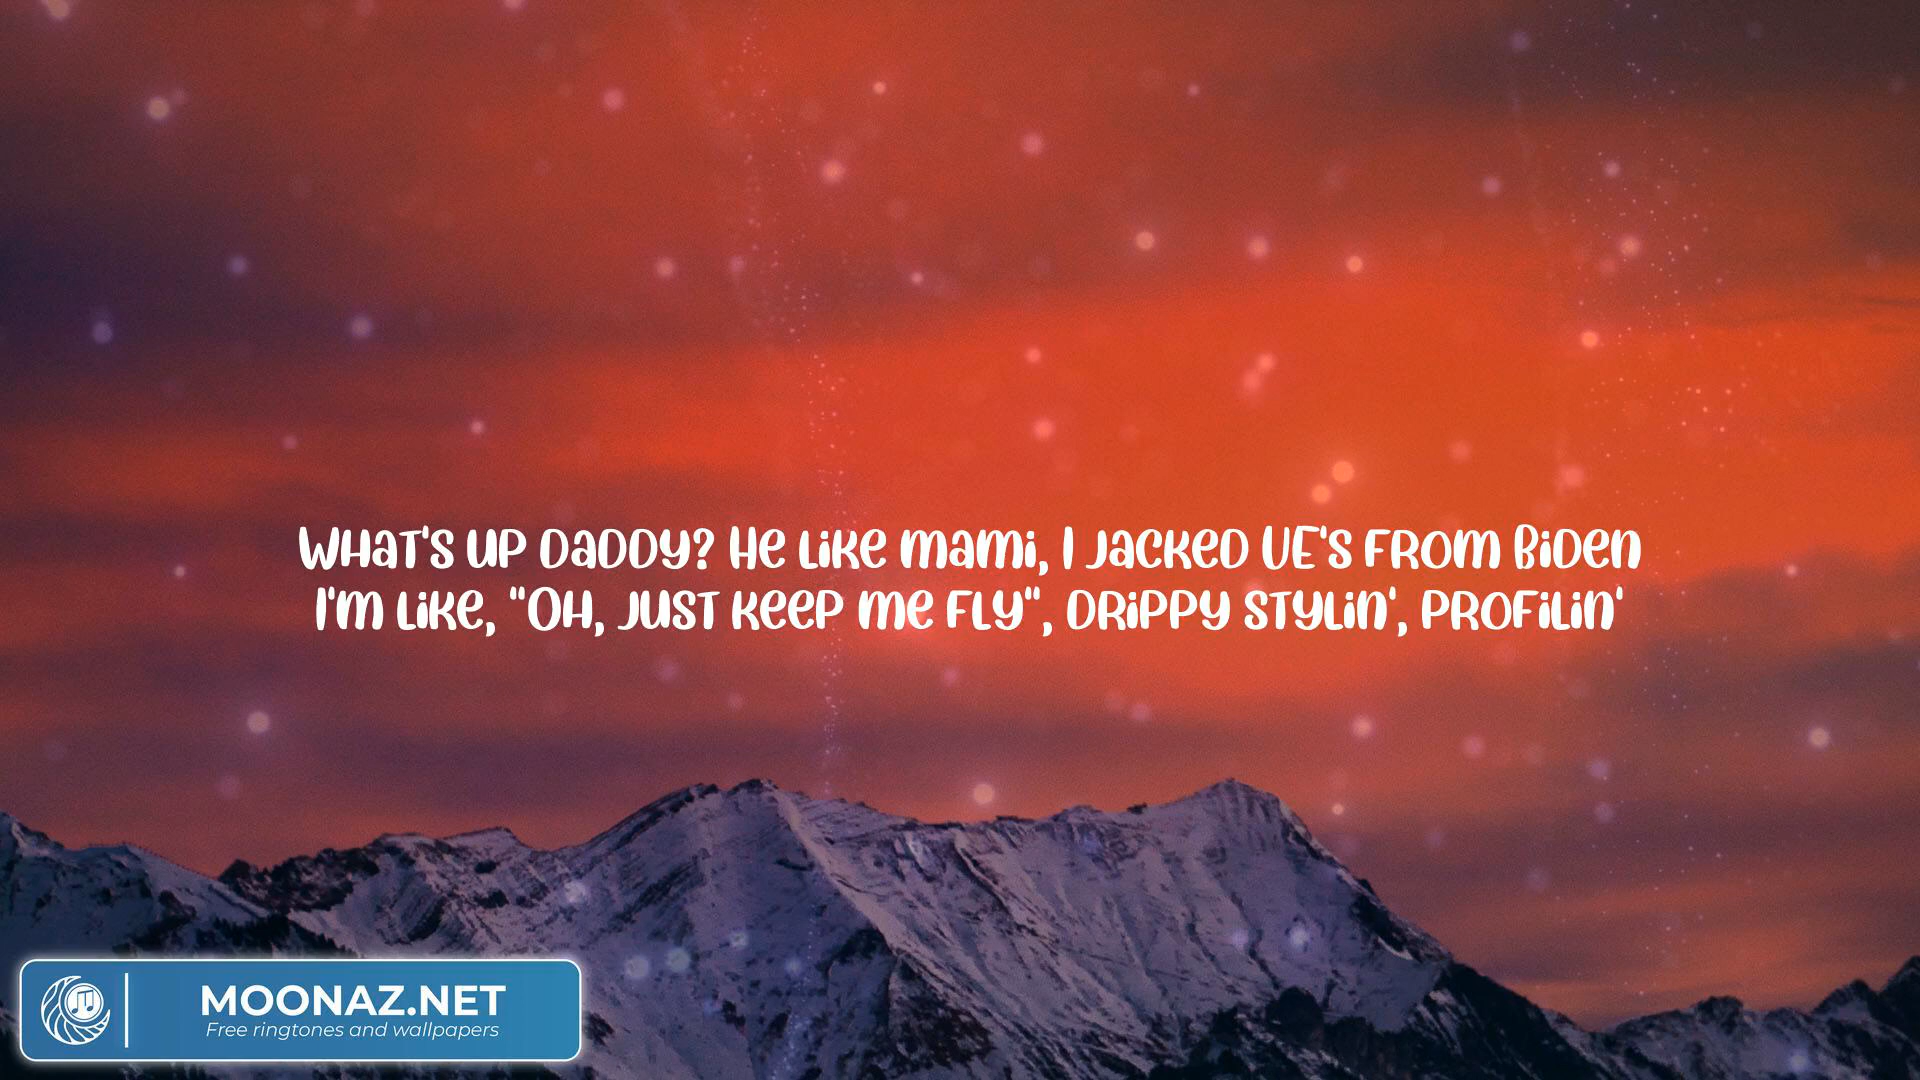 What's up daddy? He like mami, I jacked UE's from Biden
I'm like, "Oh, just keep me fly", drippy stylin', profilin'
MOONAZ.NET
Free ringtones and wallpapers